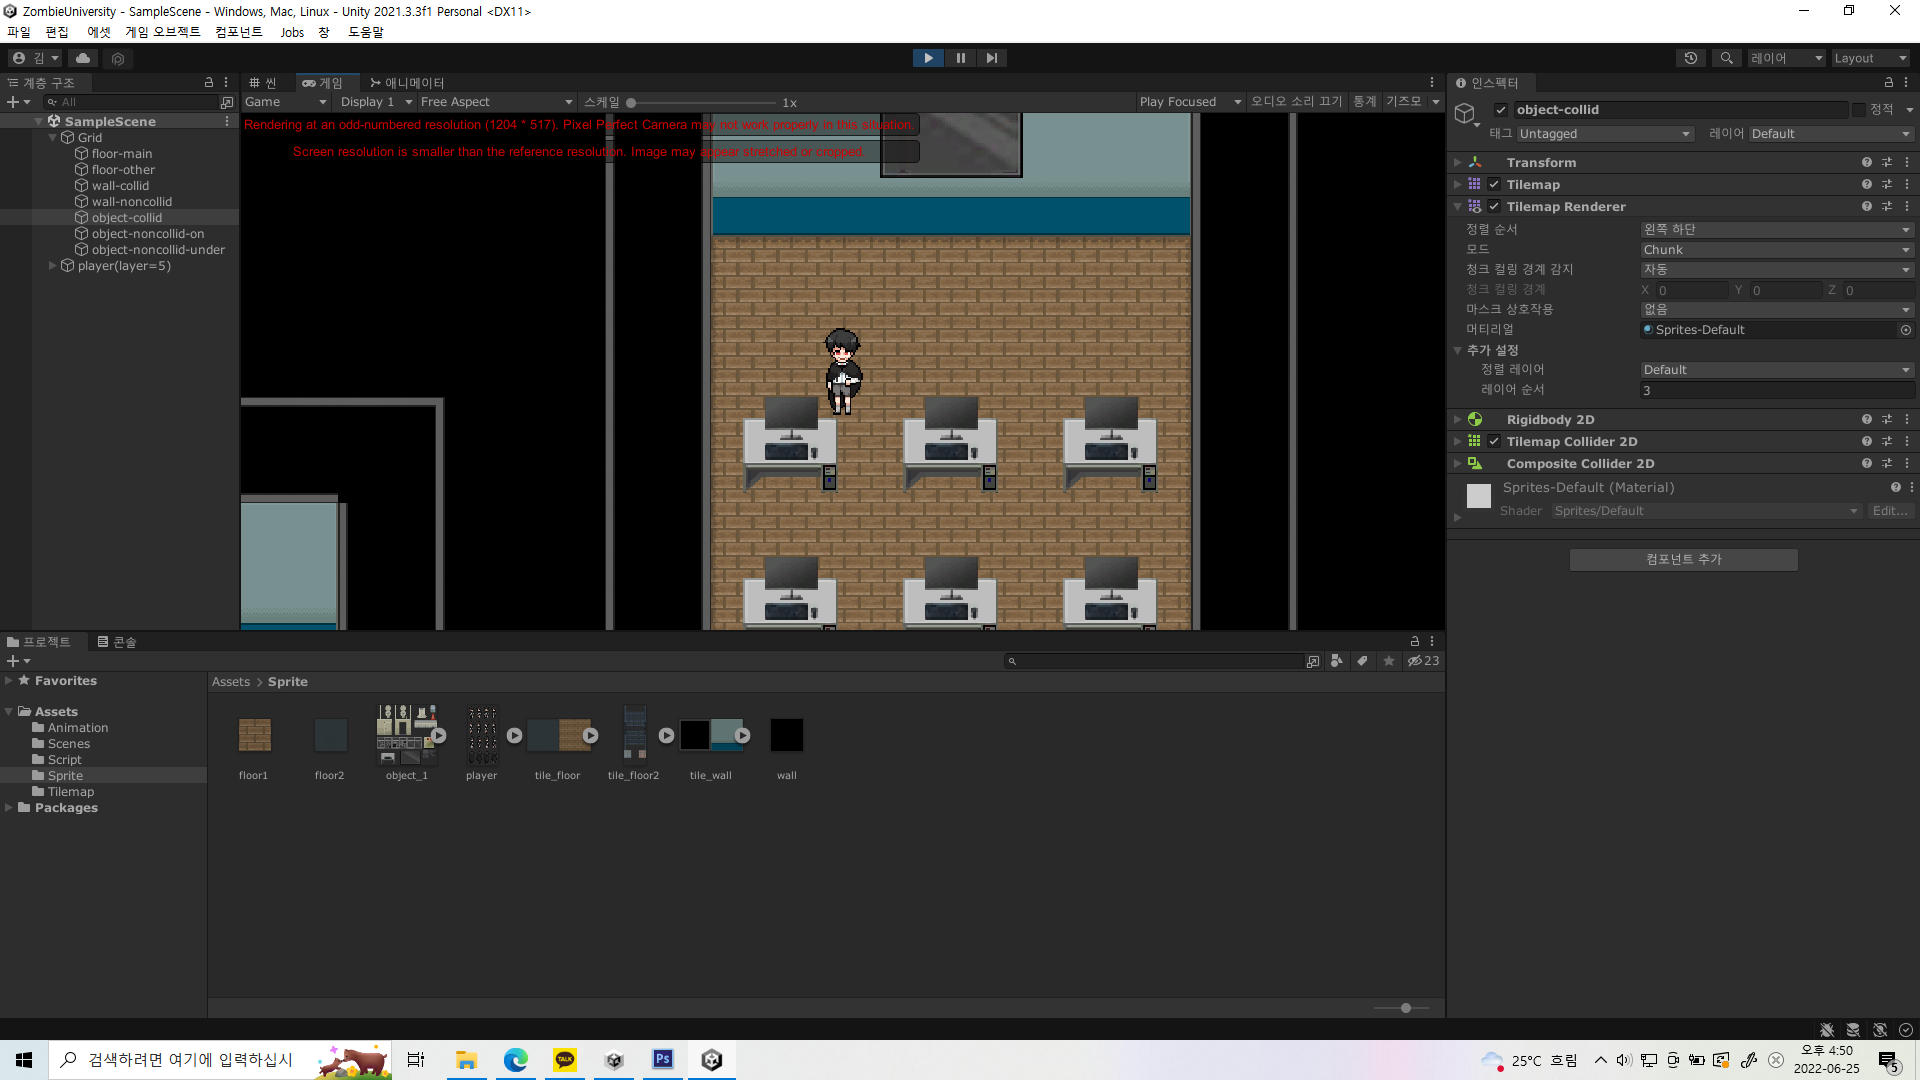 ZombieUniversity - SampleScene - Windows, Mac, Linux - Unity 2021.3.3f1 Personal <DX11>
파일 편집 에셋 게임 오브젝트 컴포넌트 Jobs 창 도움말
김
레이어
Layout
계층 구조
씬
게임
애니메이터
인스펙터
All
Game
Display 1
Free Aspect
스케일
1x
Play Focused
오디오 소리 끄기
통계
기즈모
Rendering at an odd-numbered resolution (1204 * 517). Pixel Perfect Camera may not work properly in this situation.
Screen resolution is smaller than the reference resolution. Image may appear stretched or cropped.
SampleScene
Grid
floor-main
floor-other
wall-collid
wall-noncollid
object-collid
object-noncollid-on
object-noncollid-under
player(layer=5)
object-collid
정적
태그 Untagged
레이어 Default
Transform
Tilemap
Tilemap Renderer
정렬 순서 왼쪽 하단
모드 Chunk
청크 컬링 경계 감지 자동
청크 컬링 경계 X 0 Y 0 Z 0
마스크 상호작용 없음
머티리얼 Sprites-Default
추가 설정
정렬 레이어 Default
레이어 순서 3
Rigidbody 2D
Tilemap Collider 2D
Composite Collider 2D
Sprites-Default (Material)
Shader Sprites/Default Edit...
컴포넌트 추가
프로젝트
콘솔
23
Favorites
Assets
Animation
Scenes
Script
Sprite
Tilemap
Packages
Assets > Sprite
floor1
floor2
object_1
player
tile_floor
tile_floor2
tile_wall
wall
검색하려면 여기에 입력하십시
TALK
Ps
25°C 흐림
오후 4:50
2022-06-25
5